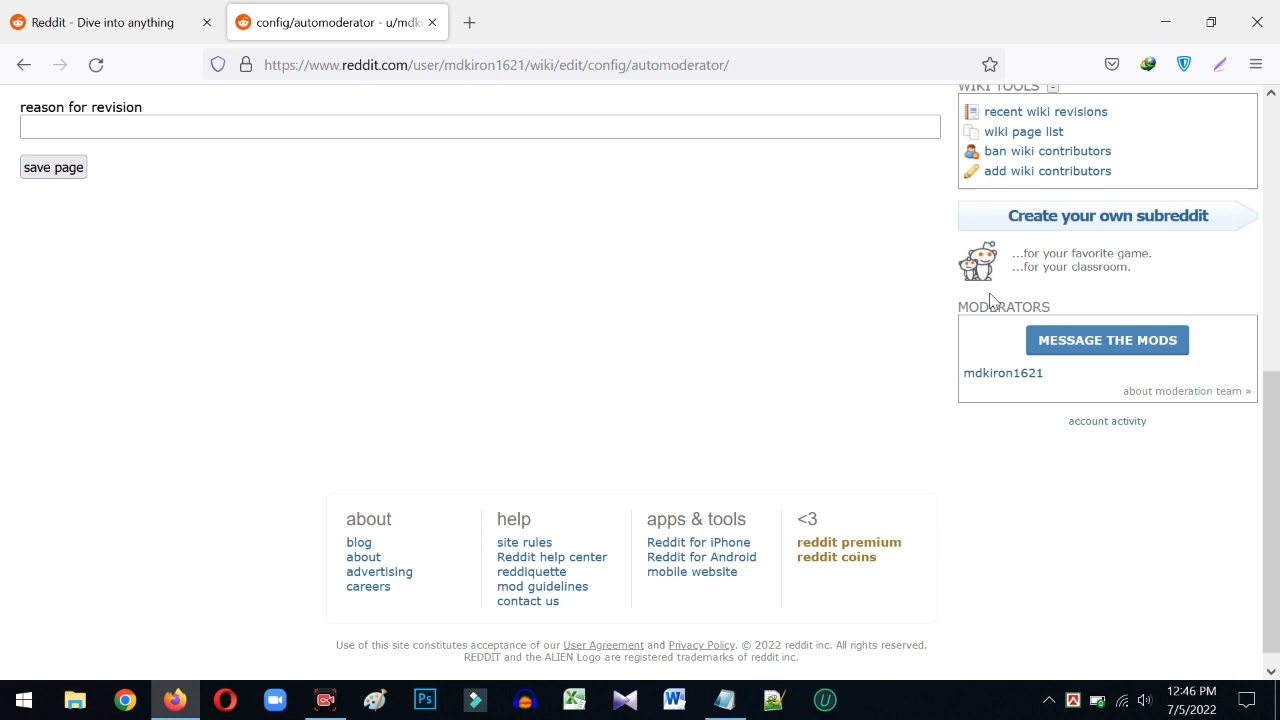 Reddit - Dive into anything
config/automoderator - u/mdki
https://www.reddit.com/user/mdkiron1621/wiki/edit/config/automoderator/
reason for revision
save page
WIKI TOOLS
recent wiki revisions
wiki page list
ban wiki contributors
add wiki contributors
Create your own subreddit
...for your favorite game.
...for your classroom.
MODERATORS
MESSAGE THE MODS
mdkiron1621
about moderation team »
account activity
about
blog
about
advertising
careers
help
site rules
Reddit help center
reddiquette
mod guidelines
contact us
apps & tools
Reddit for iPhone
Reddit for Android
mobile website
<3
reddit premium
reddit coins
Use of this site constitutes acceptance of our User Agreement and Privacy Policy. © 2022 reddit inc. All rights reserved.
REDDIT and the ALIEN Logo are registered trademarks of reddit inc.
Ps
12:46 PM
7/5/2022